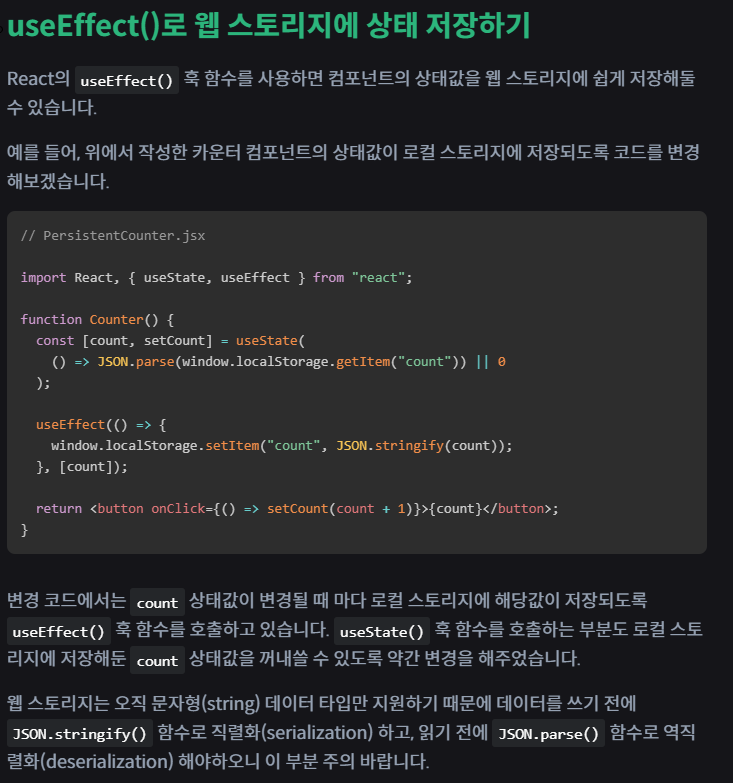 useEffect()로 웹 스토리지에 상태 저장하기
React의 useEffect() 훅 함수를 사용하면 컴포넌트의 상태값을 웹 스토리지에 쉽게 저장해둘
수 있습니다.
예를 들어, 위에서 작성한 카운터 컴포넌트의 상태값이 로컬 스토리지에 저장되도록 코드를 변경
해보겠습니다.
// PersistentCounter.jsx
import React, { useState, useEffect } from "react";
function Counter() {
  const [count, setCount] = useState(
    () => JSON.parse(window.localStorage.getItem("count")) || 0
  );
  useEffect(() => {
    window.localStorage.setItem("count", JSON.stringify(count));
  }, [count]);
  return <button onClick={() => setCount(count + 1)}>{count}</button>;
}
변경 코드에서는 count 상태값이 변경될 때 마다 로컬 스토리지에 해당값이 저장되도록
useEffect() 훅 함수를 호출하고 있습니다. useState() 훅 함수를 호출하는 부분도 로컬 스토
리지에 저장해둔 count 상태값을 꺼내쓸 수 있도록 약간 변경을 해주었습니다.
웹 스토리지는 오직 문자형(string) 데이터 타입만 지원하기 때문에 데이터를 쓰기 전에
JSON.stringify() 함수로 직렬화(serialization) 하고, 읽기 전에 JSON.parse() 함수로 역직
렬화(deserialization) 해야하오니 이 부분 주의 바랍니다.